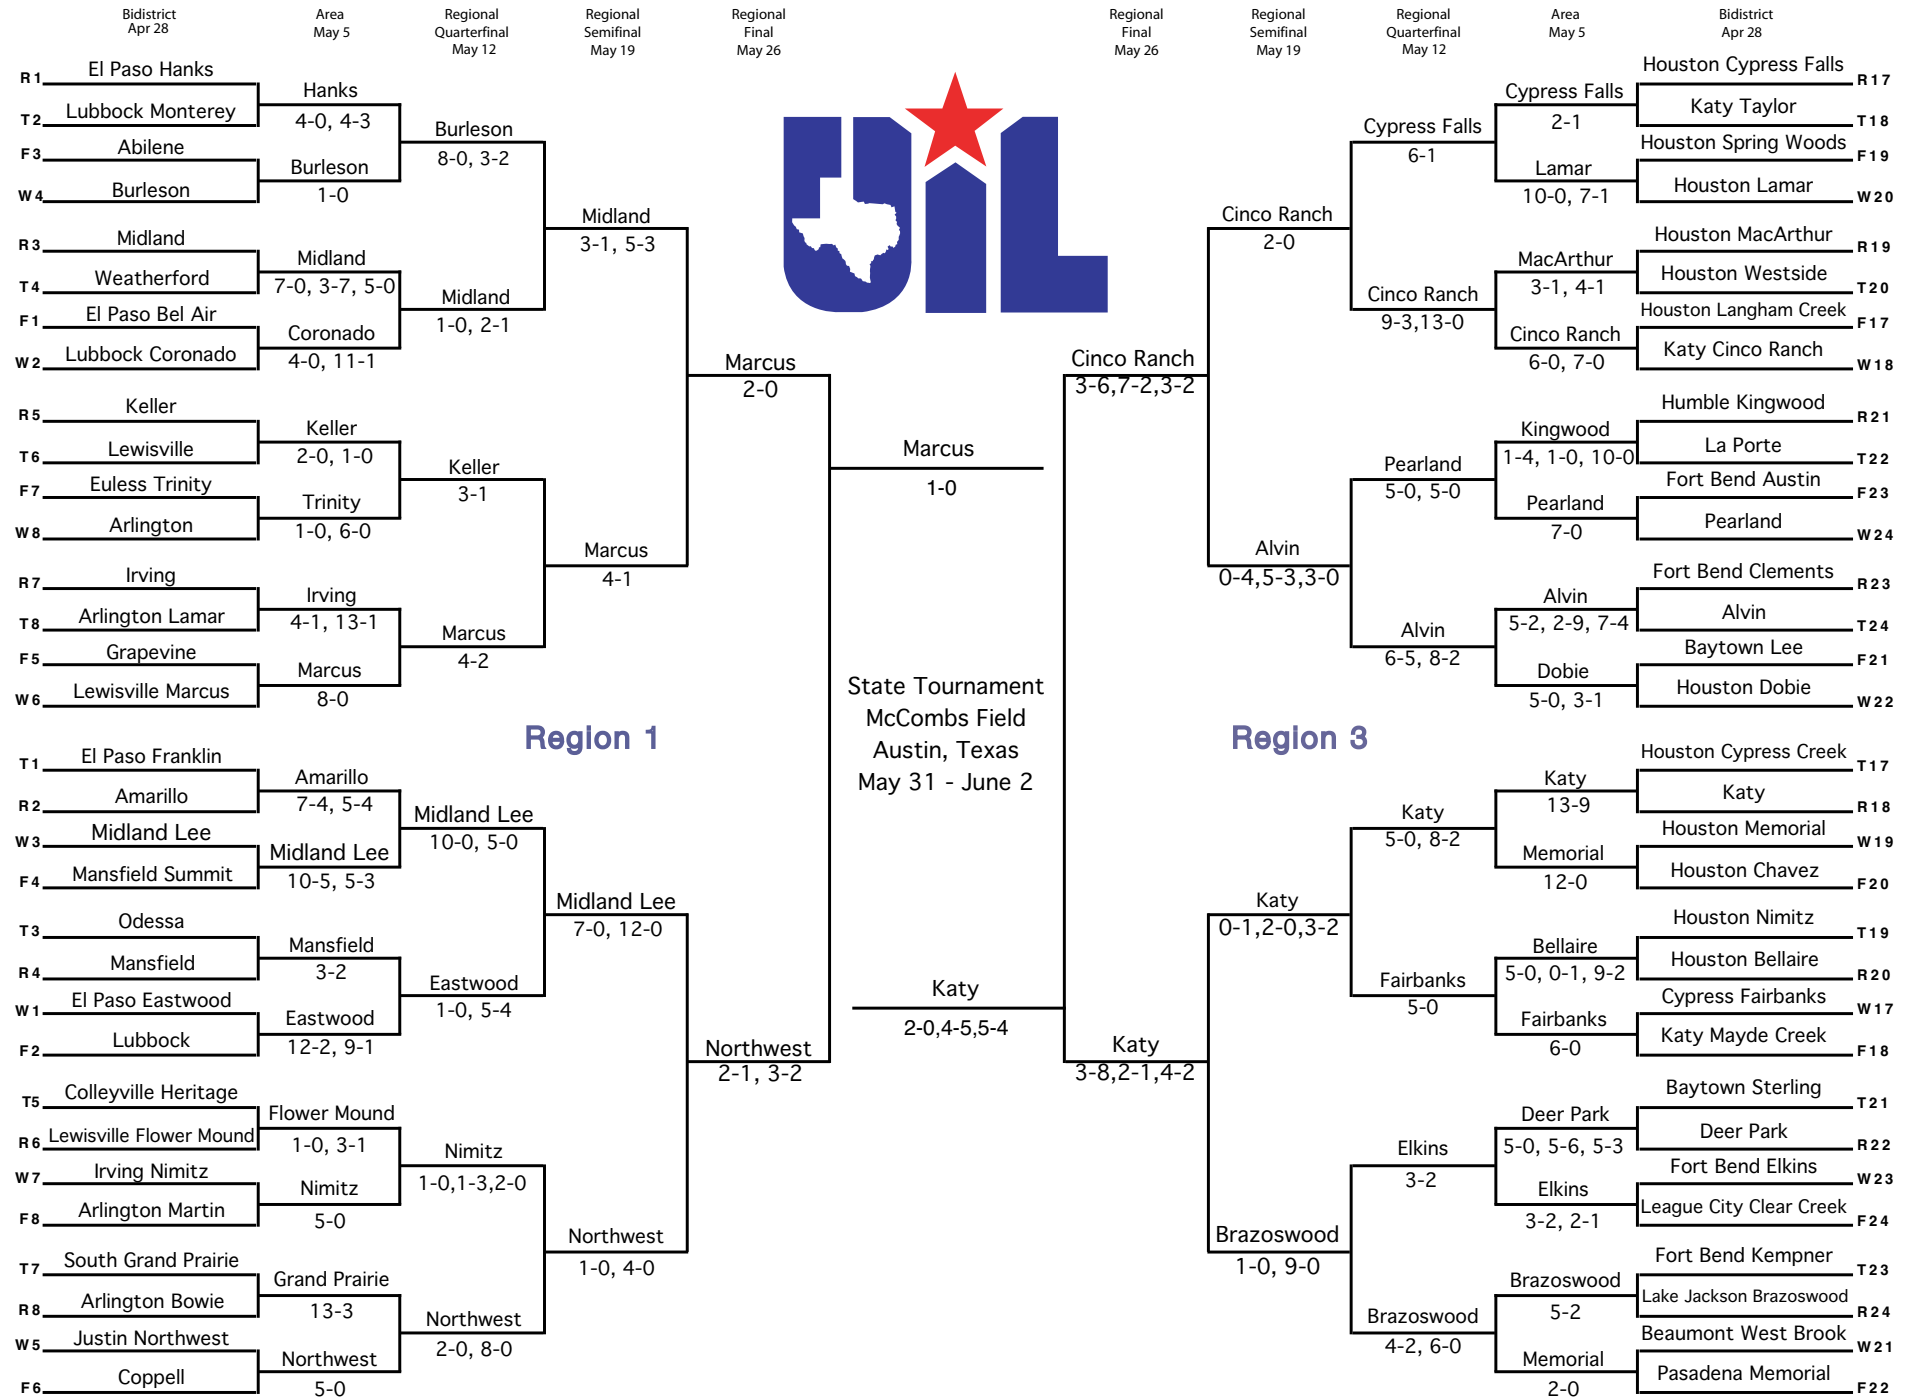 Bidistrict
Apr 28
Area
May 5
Regional
Quarterfinal
May 12
Regional
Semifinal
May 19
Regional
Final
May 26
Regional
Final
May 26
Regional
Semifinal
May 19
Regional
Quarterfinal
May 12
Area
May 5
Bidistrict
Apr 28
R1 El Paso Hanks
T2 Lubbock Monterey
F3 Abilene
W4 Burleson
R3 Midland
T4 Weatherford
F1 El Paso Bel Air
W2 Lubbock Coronado
R5 Keller
T6 Lewisville
F7 Euless Trinity
W8 Arlington
R7 Irving
T8 Arlington Lamar
F5 Grapevine
W6 Lewisville Marcus
T1 El Paso Franklin
R2 Amarillo
W3 Midland Lee
F4 Mansfield Summit
T3 Odessa
R4 Mansfield
W1 El Paso Eastwood
F2 Lubbock
T5 Colleyville Heritage
R6 Lewisville Flower Mound
W7 Irving Nimitz
F8 Arlington Martin
T7 South Grand Prairie
R8 Arlington Bowie
W5 Justin Northwest
F6 Coppell
Hanks
4-0, 4-3
Burleson
1-0
Midland
7-0, 3-7, 5-0
Coronado
4-0, 11-1
Keller
2-0, 1-0
Trinity
1-0, 6-0
Irving
4-1, 13-1
Marcus
8-0
Amarillo
7-4, 5-4
Midland Lee
10-5, 5-3
Mansfield
3-2
Eastwood
12-2, 9-1
Flower Mound
1-0, 3-1
Nimitz
5-0
Grand Prairie
13-3
Northwest
5-0
Burleson
8-0, 3-2
Midland
1-0, 2-1
Keller
3-1
Marcus
4-2
Midland Lee
10-0, 5-0
Eastwood
1-0, 5-4
Nimitz
1-0,1-3,2-0
Northwest
2-0, 8-0
Midland
3-1, 5-3
Marcus
4-1
Midland Lee
7-0, 12-0
Northwest
1-0, 4-0
Region 1
Marcus
2-0
Northwest
2-1, 3-2
UIL
Marcus
1-0
State Tournament
McCombs Field
Austin, Texas
May 31 - June 2
Katy
2-0,4-5,5-4
Cinco Ranch
3-6,7-2,3-2
Katy
3-8,2-1,4-2
Region 3
Cinco Ranch
2-0
Alvin
0-4,5-3,3-0
Katy
0-1,2-0,3-2
Brazoswood
1-0, 9-0
Cypress Falls
6-1
Cinco Ranch
9-3,13-0
Pearland
5-0, 5-0
Alvin
6-5, 8-2
Katy
5-0, 8-2
Fairbanks
5-0
Elkins
3-2
Brazoswood
4-2, 6-0
Cypress Falls
2-1
Lamar
10-0, 7-1
MacArthur
3-1, 4-1
Cinco Ranch
6-0, 7-0
Kingwood
1-4, 1-0, 10-0
Pearland
7-0
Alvin
5-2, 2-9, 7-4
Dobie
5-0, 3-1
Katy
13-9
Memorial
12-0
Bellaire
5-0, 0-1, 9-2
Fairbanks
6-0
Deer Park
5-0, 5-6, 5-3
Elkins
3-2, 2-1
Brazoswood
5-2
Memorial
2-0
Houston Cypress Falls R17
Katy Taylor T18
Houston Spring Woods F19
Houston Lamar W20
Houston MacArthur R19
Houston Westside T20
Houston Langham Creek F17
Katy Cinco Ranch W18
Humble Kingwood R21
La Porte T22
Fort Bend Austin F23
Pearland W24
Fort Bend Clements R23
Alvin T24
Baytown Lee F21
Houston Dobie W22
Houston Cypress Creek T17
Katy R18
Houston Memorial W19
Houston Chavez F20
Houston Nimitz T19
Houston Bellaire R20
Cypress Fairbanks W17
Katy Mayde Creek F18
Baytown Sterling T21
Deer Park R22
Fort Bend Elkins W23
League City Clear Creek F24
Fort Bend Kempner T23
Lake Jackson Brazoswood R24
Beaumont West Brook W21
Pasadena Memorial F22